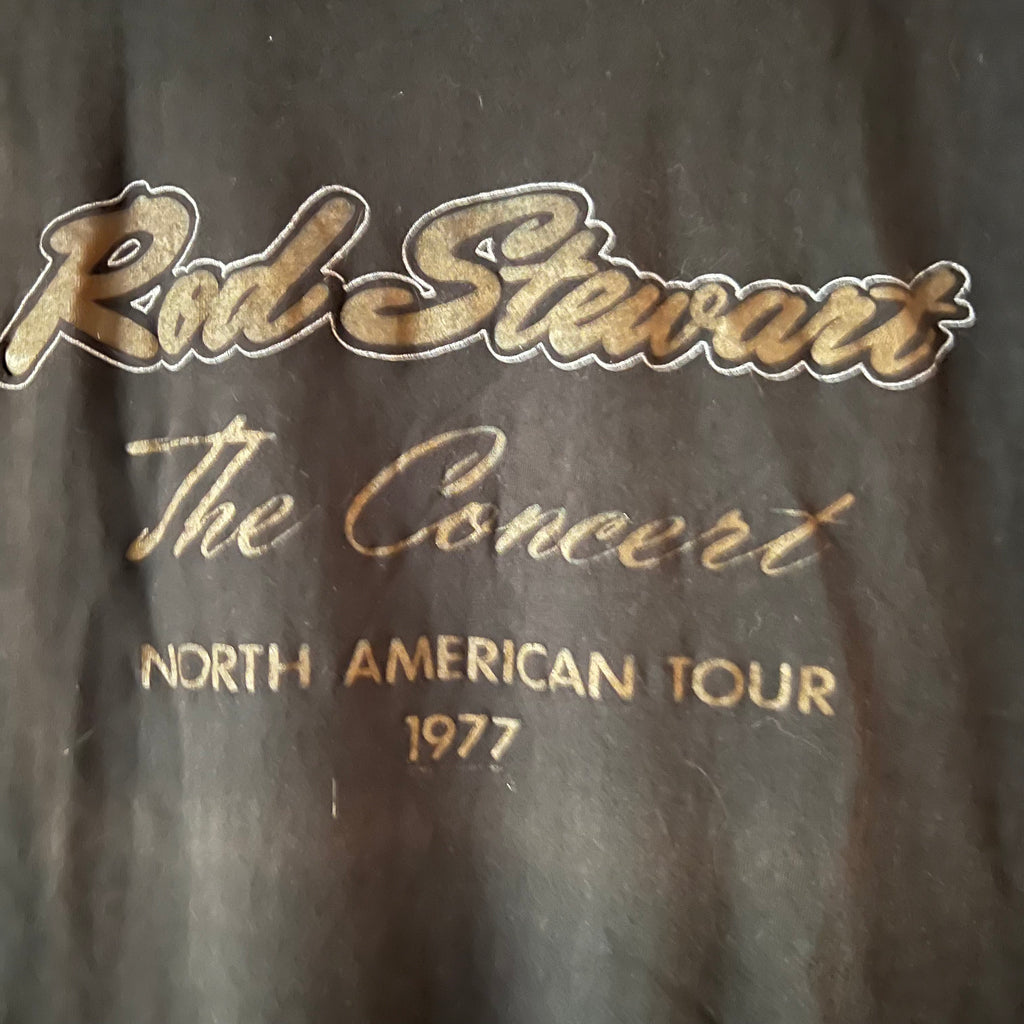 Rod Stewart
The Concert
NORTH AMERICAN TOUR
1977